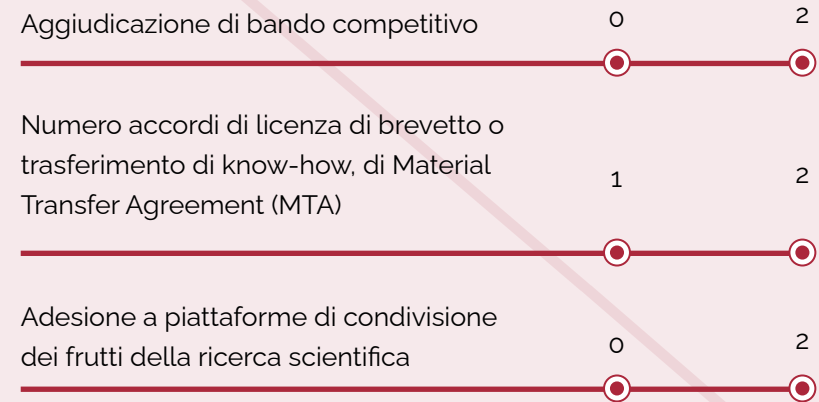 Aggiudicazione di bando competitivo 0 2
Numero accordi di licenza di brevetto o
trasferimento di know-how, di Material 1 2
Transfer Agreement (MTA)
Adesione a piattaforme di condivisione
dei frutti della ricerca scientifica 0 2